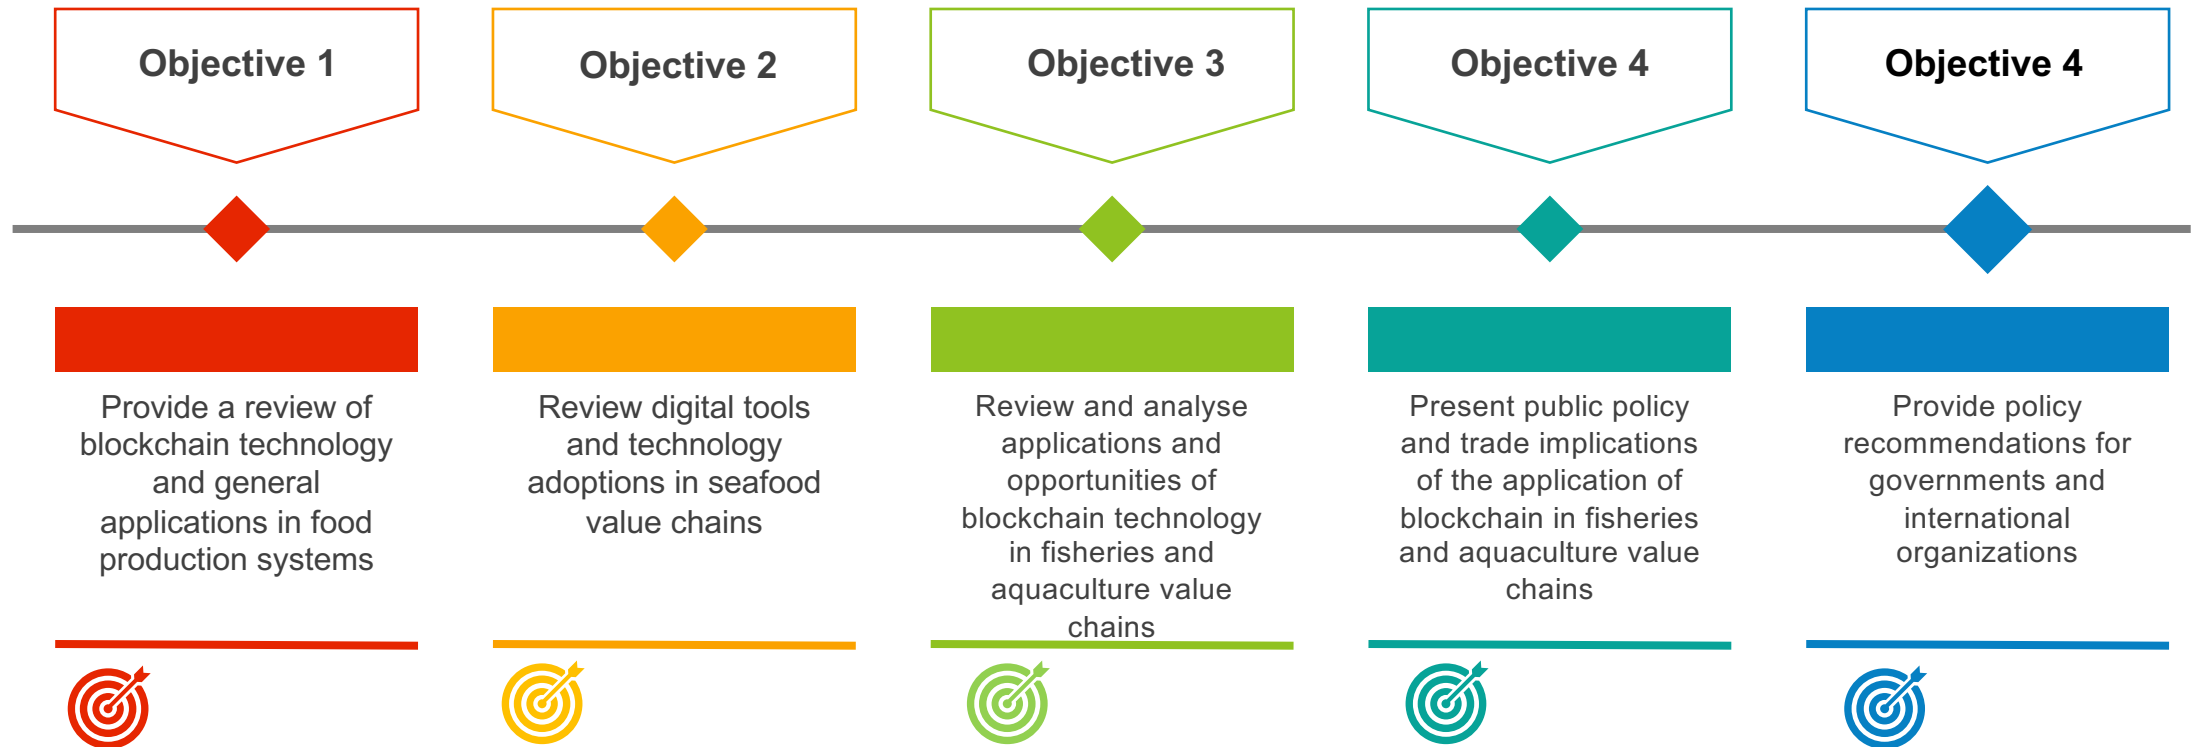 Objective 1
Objective 2
Objective 3
Objective 4
Objective 4
Provide a review of
blockchain technology
and general
applications in food
production systems
Review digital tools
and technology
adoptions in seafood
value chains
Review and analyse
applications and
opportunities of
blockchain technology
in fisheries and
aquaculture value
chains
Present public policy
and trade implications
of the application of
blockchain in fisheries
and aquaculture value
chains
Provide policy
recommendations for
governments and
international
organizations